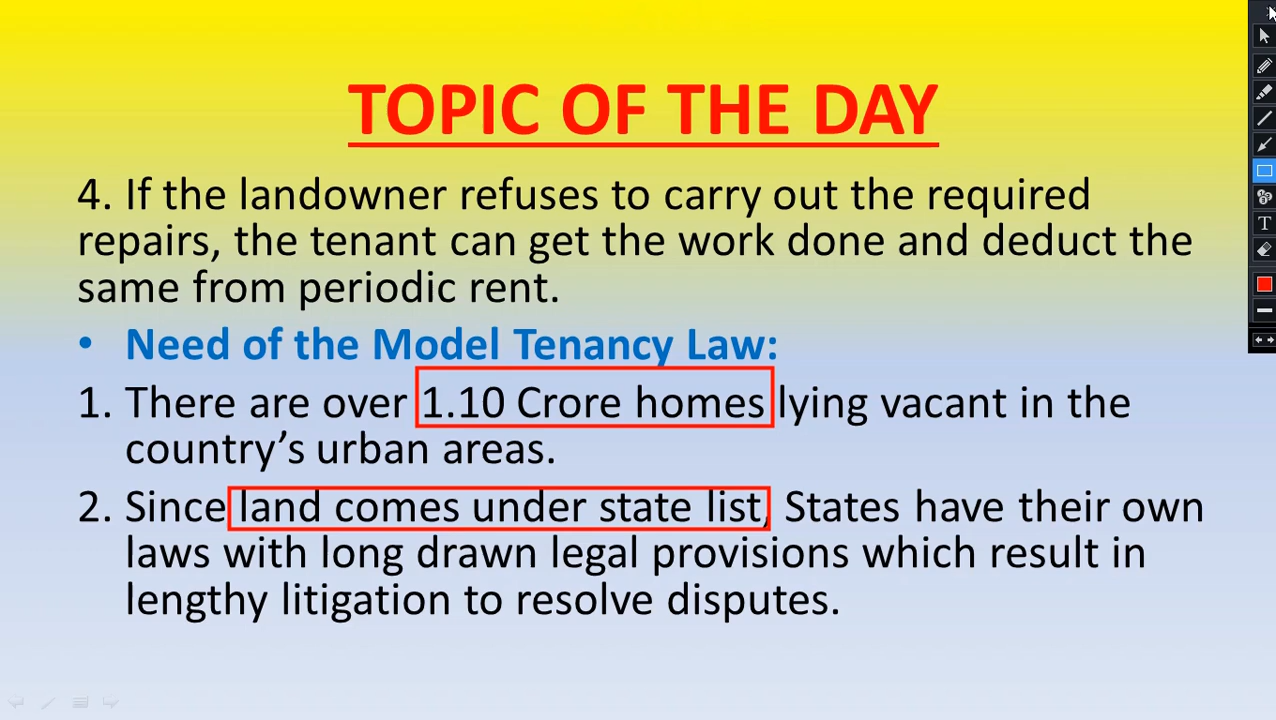 TOPIC OF THE DAY
4. If the landowner refuses to carry out the required
repairs, the tenant can get the work done and deduct the
same from periodic rent.
• Need of the Model Tenancy Law:
1. There are over 1.10 Crore homes lying vacant in the
country’s urban areas.
2. Since land comes under state list, States have their own
laws with long drawn legal provisions which result in
lengthy litigation to resolve disputes.